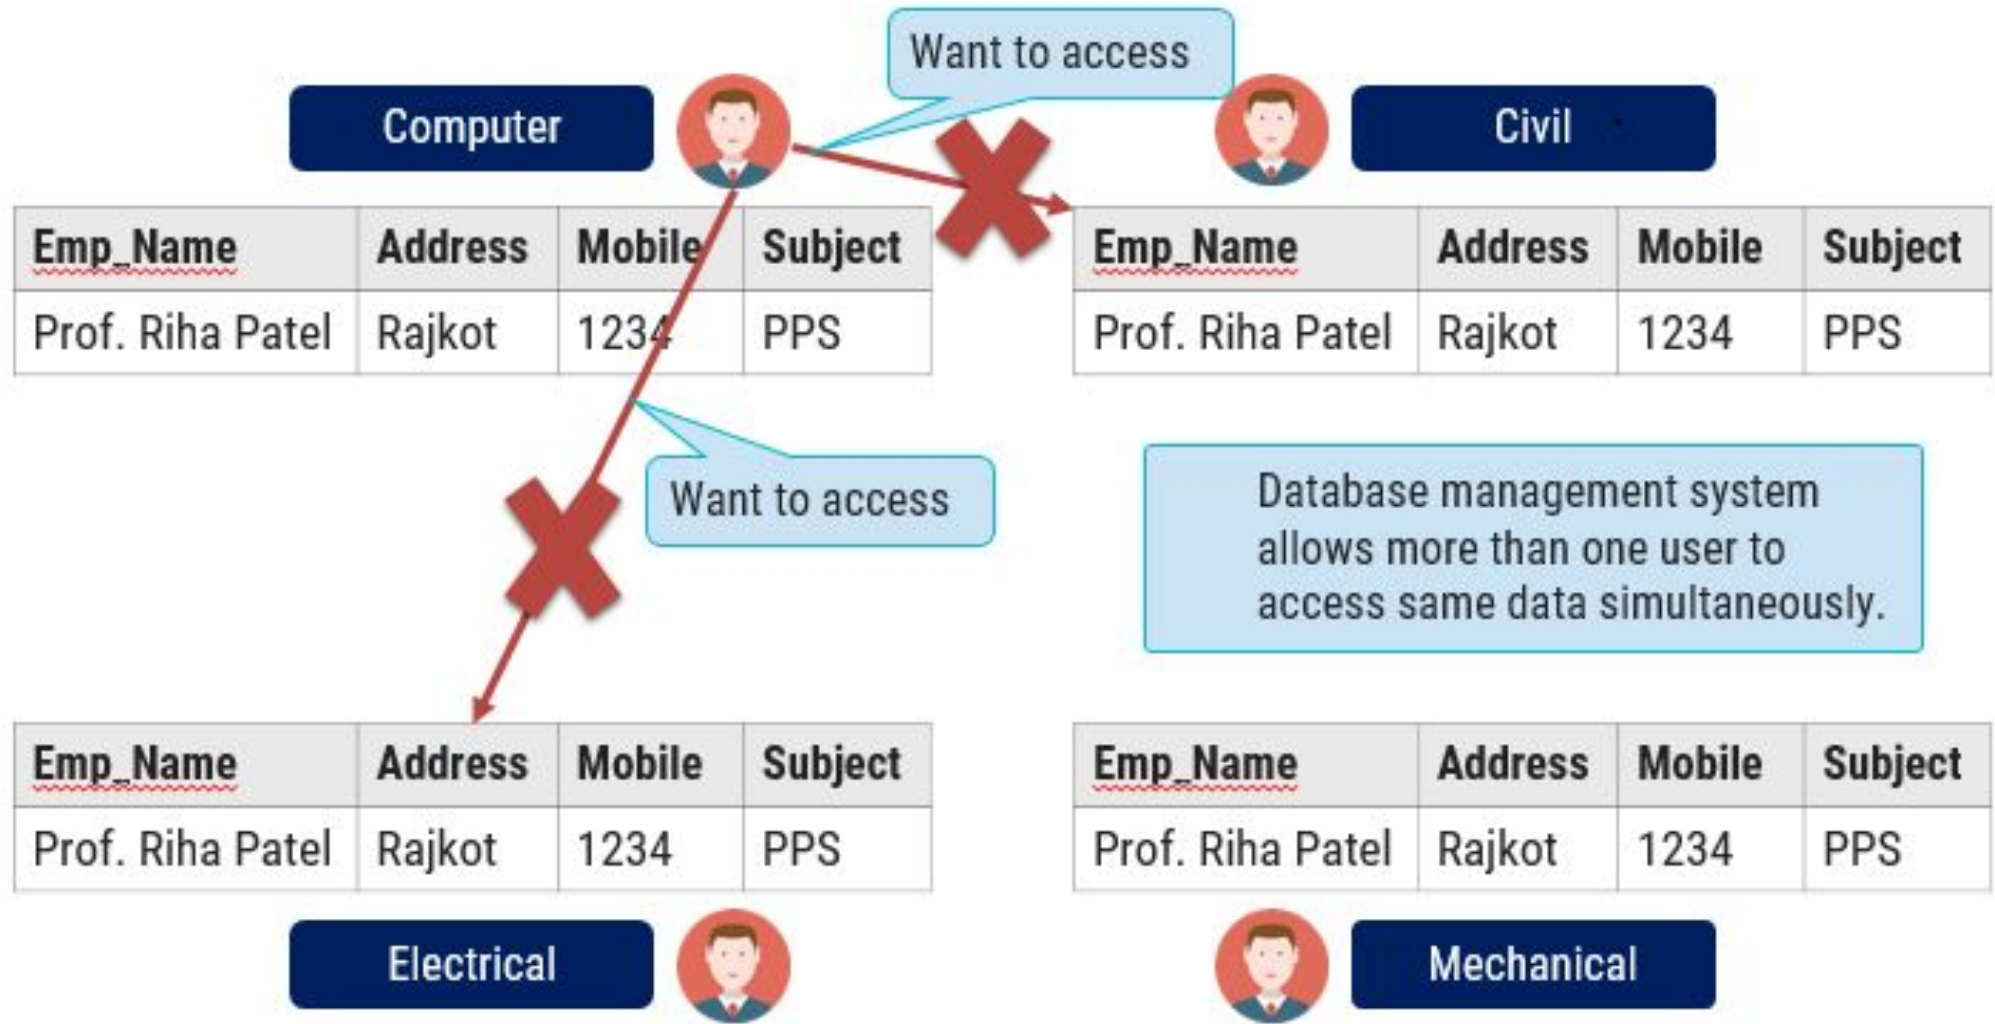 Want to access
Computer
Civil
Emp_Name Address Mobile Subject
Prof. Riha Patel Rajkot 1234 PPS
Emp_Name Address Mobile Subject
Prof. Riha Patel Rajkot 1234 PPS
Want to access
Database management system
allows more than one user to
access same data simultaneously.
Emp_Name Address Mobile Subject
Prof. Riha Patel Rajkot 1234 PPS
Emp_Name Address Mobile Subject
Prof. Riha Patel Rajkot 1234 PPS
Electrical
Mechanical